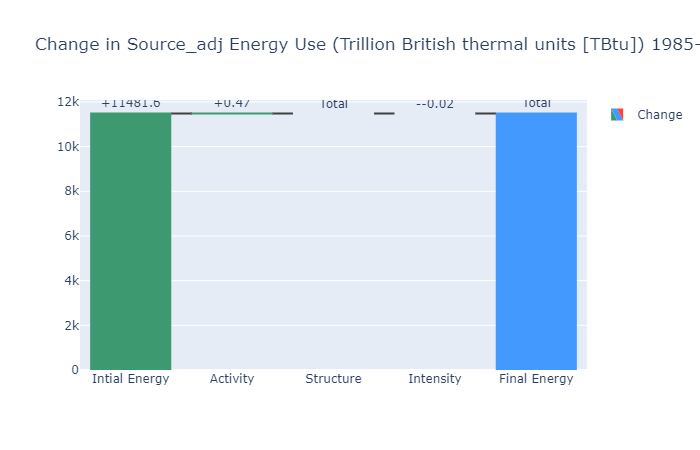 Change in Source_adj Energy Use (Trillion British thermal units [TBtu]) 1985-
12k
10k
8k
6k
4k
2k
0
+11481.6
+0.47
Total
--0.02
Total
Intial Energy
Activity
Structure
Intensity
Final Energy
Change